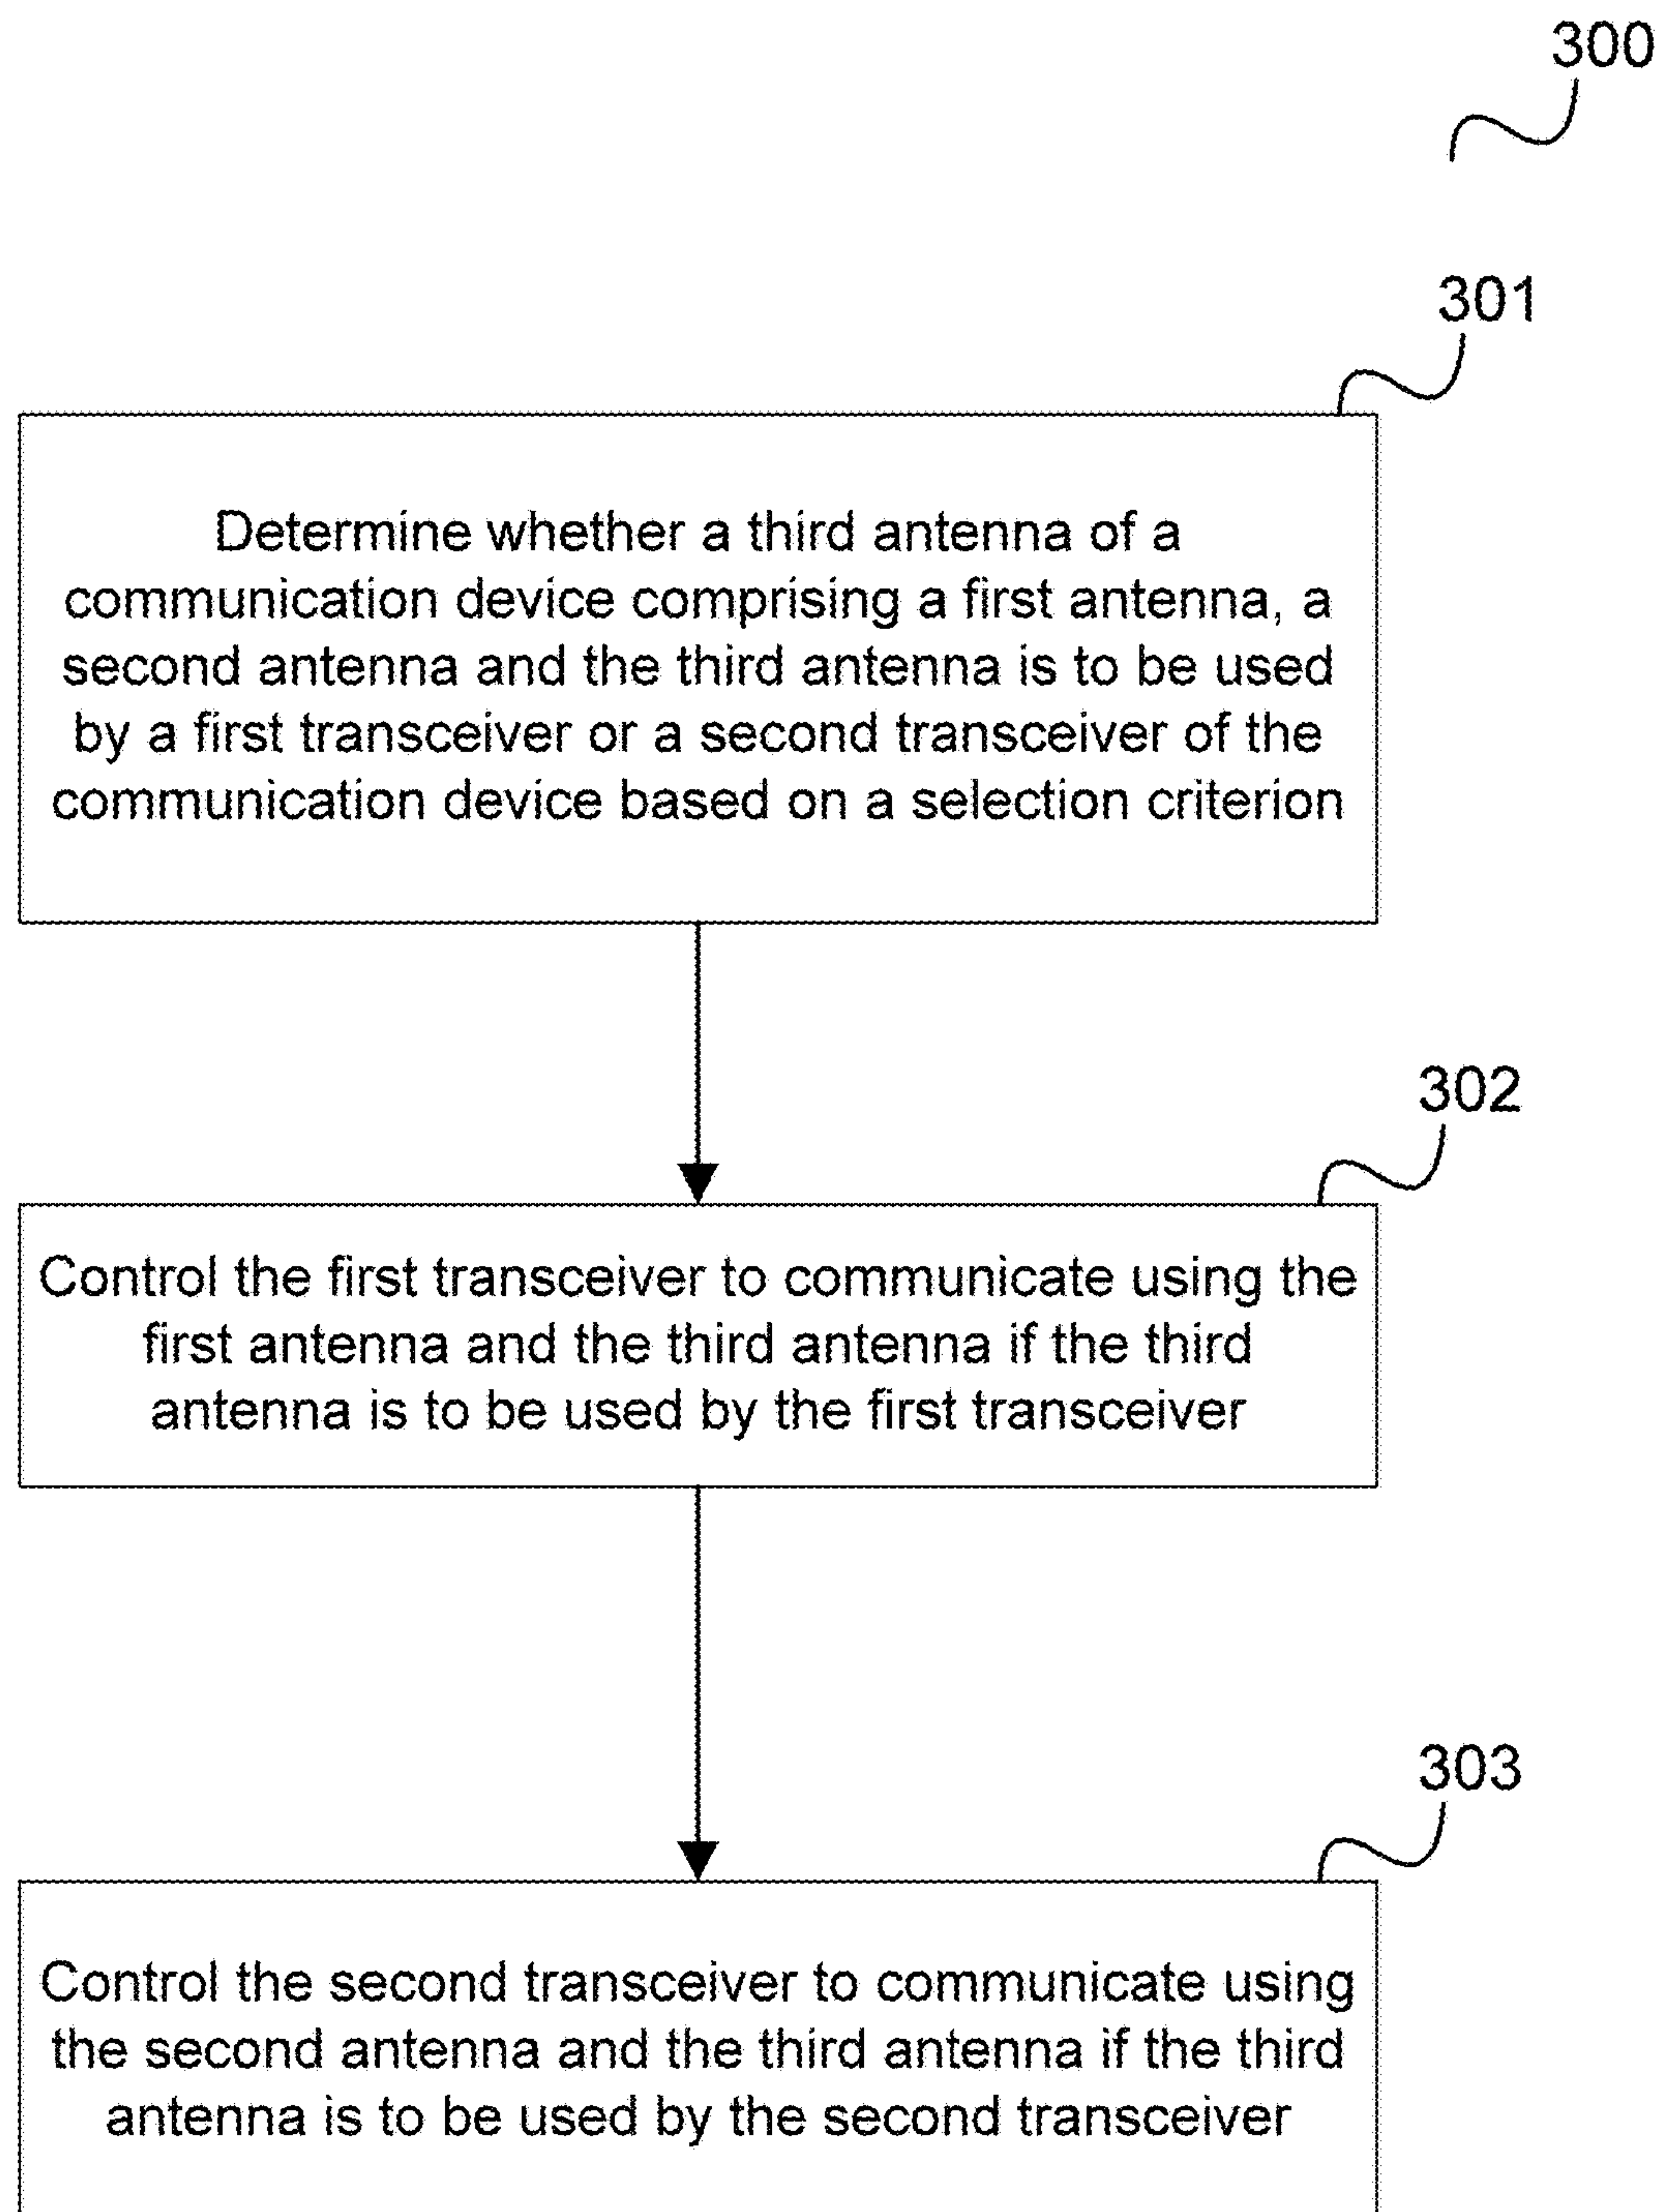 300
301
Determine whether a third antenna of a
communication device comprising a first antenna, a
second antenna and the third antenna is to be used
by a first transceiver or a second transceiver of the
communication device based on a selection criterion
302
Control the first transceiver to communicate using the
first antenna and the third antenna if the third
antenna is to be used by the first transceiver
303
Control the second transceiver to communicate using
the second antenna and the third antenna if the third
antenna is to be used by the second transceiver